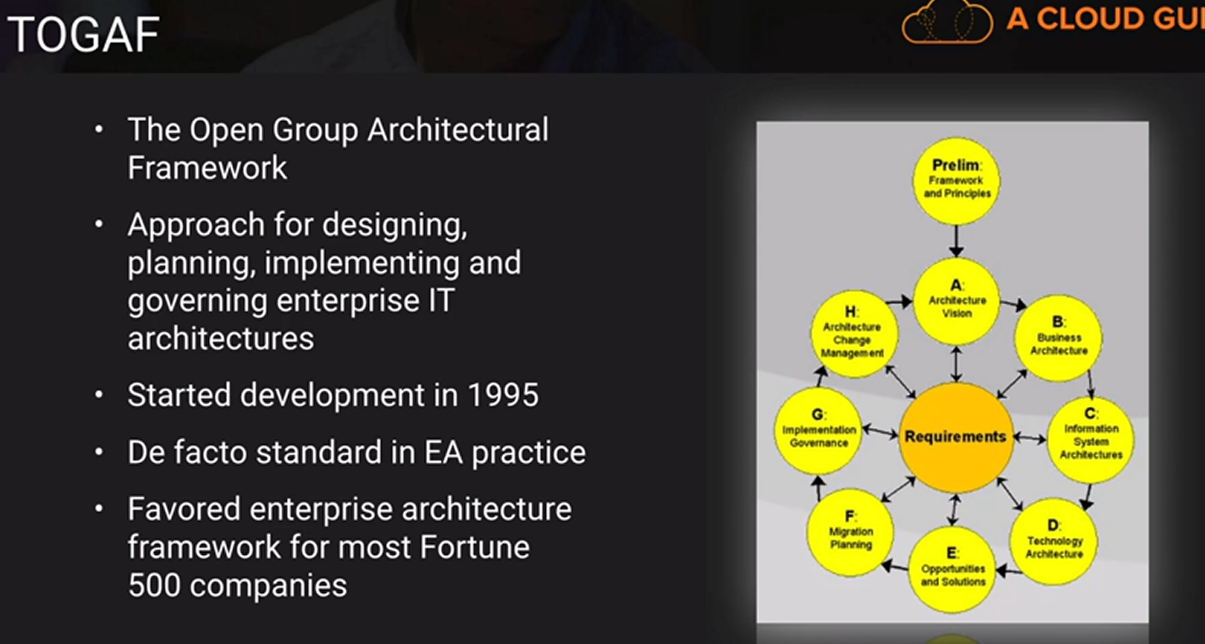 TOGAF
A CLOUD
• The Open Group Architectural
Framework
• Approach for designing,
planning, implementing and
governing enterprise IT
architectures
• Started development in 1995
• De facto standard in EA practice
• Favored enterprise architecture
framework for most Fortune
500 companies
Prelim:
Framework
and Principles
A:
Architecture
Vision
B:
Business
Architecture
C:
Information
System
Architectures
D:
Technology
Architecture
E:
Opportunities
and Solutions
F:
Migration
Planning
G:
Implementation
Governance
H:
Architecture
Change
Management
Requirements